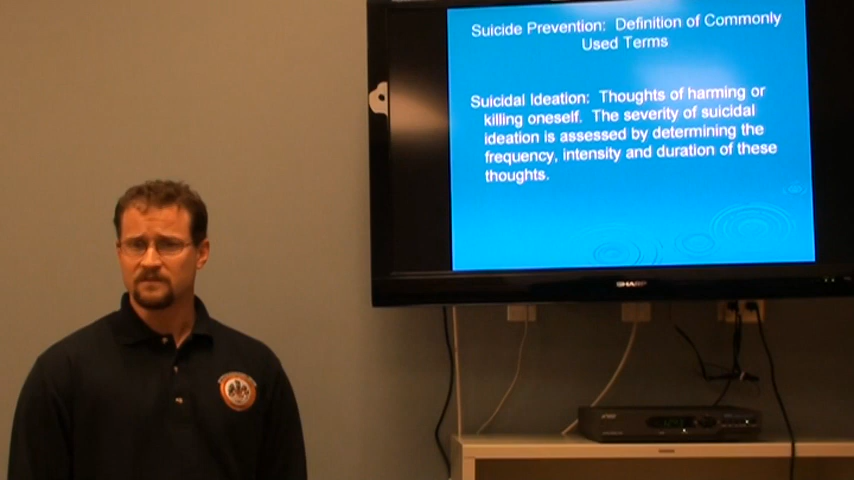 Suicide Prevention: Definition of Commonly
Used Terms
Suicidal Ideation: Thoughts of harming or
killing oneself. The severity of suicidal
ideation is assessed by determining the
frequency, intensity and duration of these
thoughts.
SHARP